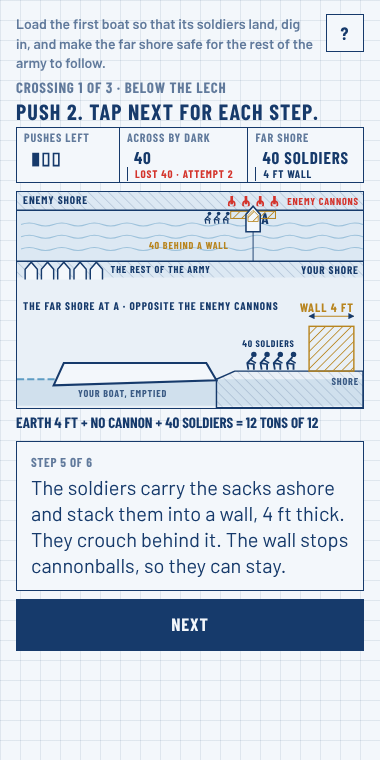 Load the first boat so that its soldiers land, dig
in, and make the far shore safe for the rest of the
army to follow.
?
CROSSING 1 OF 3 · BELOW THE LECH
PUSH 2. TAP NEXT FOR EACH STEP.
PUSHES LEFT
ACROSS BY DARK
40
LOST 40 · ATTEMPT 2
FAR SHORE
40 SOLDIERS
4 FT WALL
ENEMY SHORE
ENEMY CANNONS
A
40 BEHIND A WALL
THE REST OF THE ARMY
YOUR SHORE
THE FAR SHORE AT A · OPPOSITE THE ENEMY CANNONS
WALL 4 FT
40 SOLDIERS
SHORE
YOUR BOAT, EMPTIED
EARTH 4 FT + NO CANNON + 40 SOLDIERS = 12 TONS OF 12
STEP 5 OF 6
The soldiers carry the sacks ashore
and stack them into a wall, 4 ft thick.
They crouch behind it. The wall stops
cannonballs, so they can stay.
NEXT